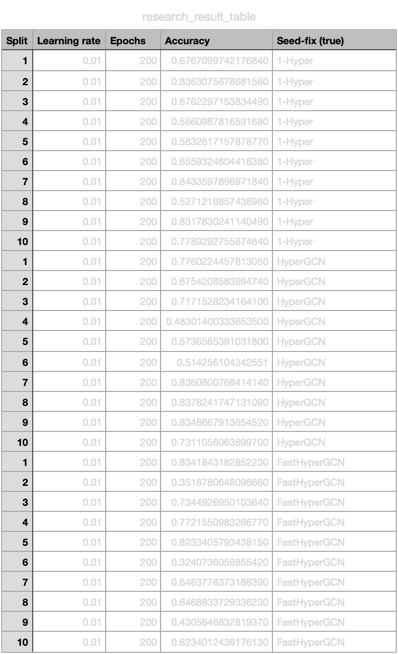 research_result_table
Split Learning rate Epochs Accuracy Seed-fix (true)
1 0.01 200 0.6767099742176840 1-Hyper
2 0.01 200 0.8363075678681560 1-Hyper
3 0.01 200 0.6762297153834490 1-Hyper
4 0.01 200 0.5660987816591680 1-Hyper
5 0.01 200 0.5832617157878770 1-Hyper
6 0.01 200 0.6559324604418380 1-Hyper
7 0.01 200 0.8433597896971840 1-Hyper
8 0.01 200 0.5271219857438960 1-Hyper
9 0.01 200 0.8317830241140490 1-Hyper
10 0.01 200 0.7789292755674640 1-Hyper
1 0.01 200 0.7760224457813050 HyperGCN
2 0.01 200 0.6754208583994740 HyperGCN
3 0.01 200 0.7171528234164100 HyperGCN
4 0.01 200 0.48301400333653500 HyperGCN
5 0.01 200 0.5736565391031800 HyperGCN
6 0.01 200 0.514256104342551 HyperGCN
7 0.01 200 0.8360800768414140 HyperGCN
8 0.01 200 0.8378241747131090 HyperGCN
9 0.01 200 0.8348667913654520 HyperGCN
10 0.01 200 0.7311056063899700 HyperGCN
1 0.01 200 0.8341843182852230 FastHyperGCN
2 0.01 200 0.3518780648096660 FastHyperGCN
3 0.01 200 0.7344926950103640 FastHyperGCN
4 0.01 200 0.7721550983266770 FastHyperGCN
5 0.01 200 0.8233405793438150 FastHyperGCN
6 0.01 200 0.3240736059855420 FastHyperGCN
7 0.01 200 0.6463778373186390 FastHyperGCN
8 0.01 200 0.6468833729336230 FastHyperGCN
9 0.01 200 0.4305646832819370 FastHyperGCN
10 0.01 200 0.6234012436176130 FastHyperGCN